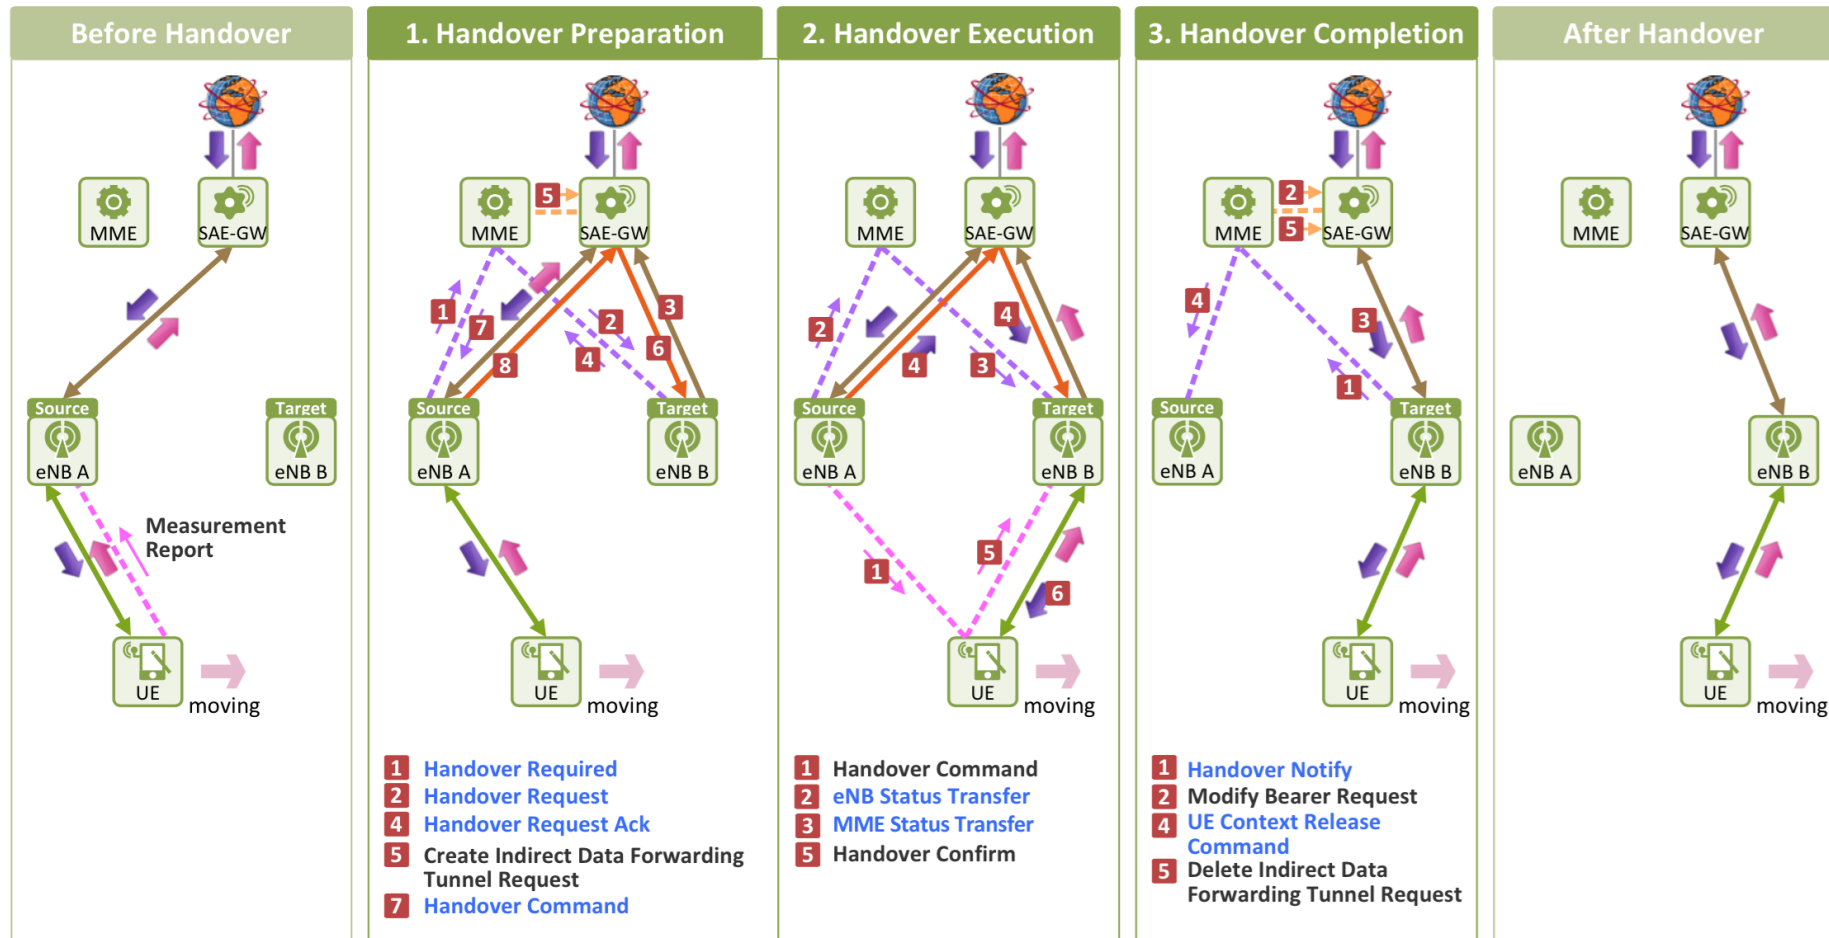 Before Handover
1. Handover Preparation
2. Handover Execution
3. Handover Completion
After Handover
MME
SAE-GW
Source
eNB A
Target
eNB B
Measurement
Report
UE
moving
MME
5
SAE-GW
1
7
8
2
4
3
6
Source
eNB A
Target
eNB B
UE
moving
1 Handover Required
2 Handover Request
4 Handover Request Ack
5 Create Indirect Data Forwarding
Tunnel Request
7 Handover Command
MME
SAE-GW
2
4
4
3
Source
eNB A
Target
eNB B
1
5
6
UE
moving
1 Handover Command
2 eNB Status Transfer
3 MME Status Transfer
5 Handover Confirm
MME
2
5
SAE-GW
4
3
1
Source
eNB A
Target
eNB B
UE
moving
1 Handover Notify
2 Modify Bearer Request
4 UE Context Release
Command
5 Delete Indirect Data
Forwarding Tunnel Request
MME
SAE-GW
eNB A
eNB B
UE
moving